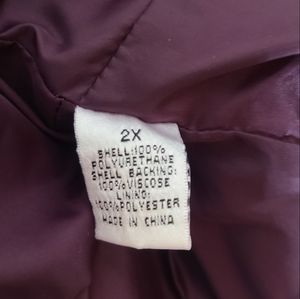 2X
SHELL:100%
POLYURETHANE
SHELL BACKING:
100%VISCOSE
LINING:
100%POLYESTER
MADE IN CHINA